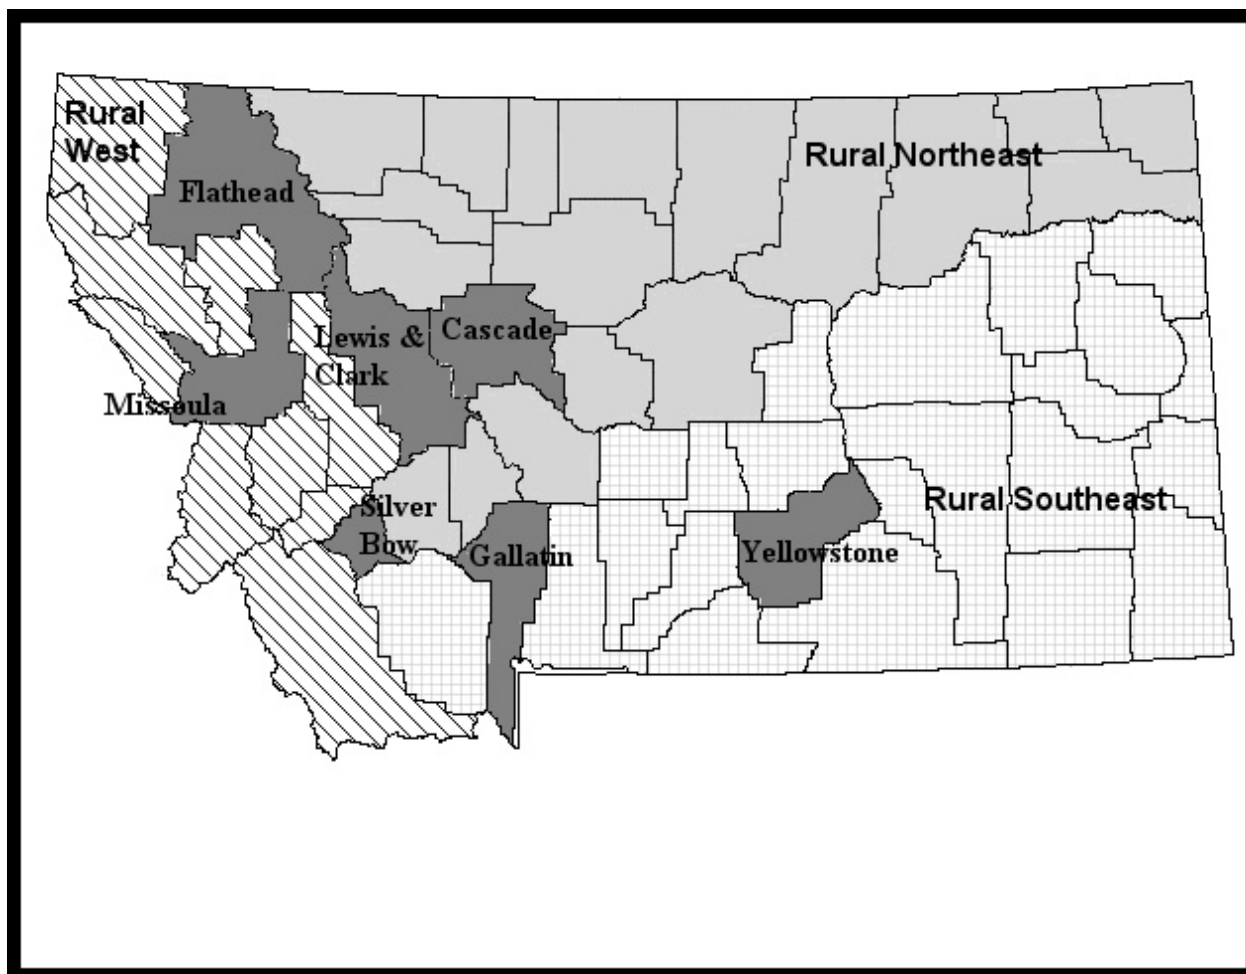 Rural
West
Rural Northeast
Flathead
Lewis &
Clark
Cascade
Missoula
Rural Southeast
Silver
Bow
Gallatin
Yellowstone